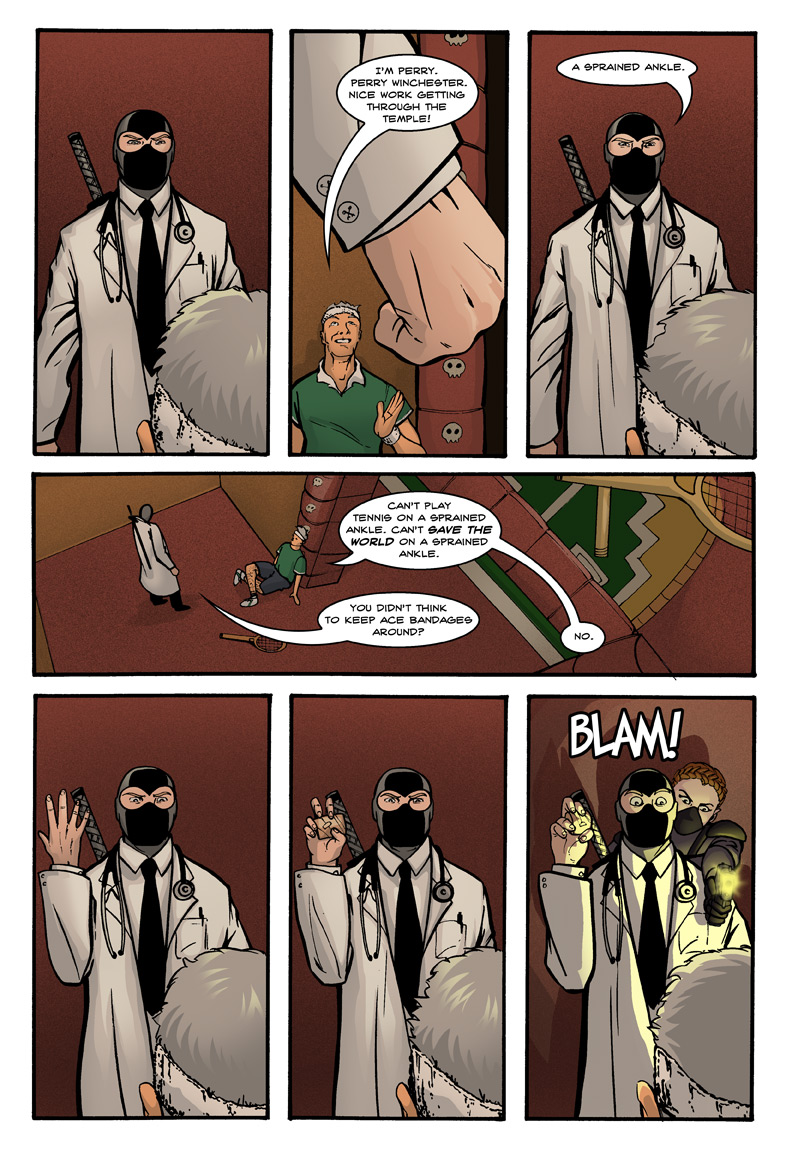 I'M PERRY.
PERRY WINCHESTER.
NICE WORK GETTING
THROUGH THE
TEMPLE!
A SPRAINED ANKLE.
CAN'T PLAY
TENNIS ON A SPRAINED
ANKLE. CAN'T SAVE THE
WORLD ON A SPRAINED
ANKLE.
YOU DIDN'T THINK
TO KEEP ACE BANDAGES
AROUND?
NO.
BLAM!